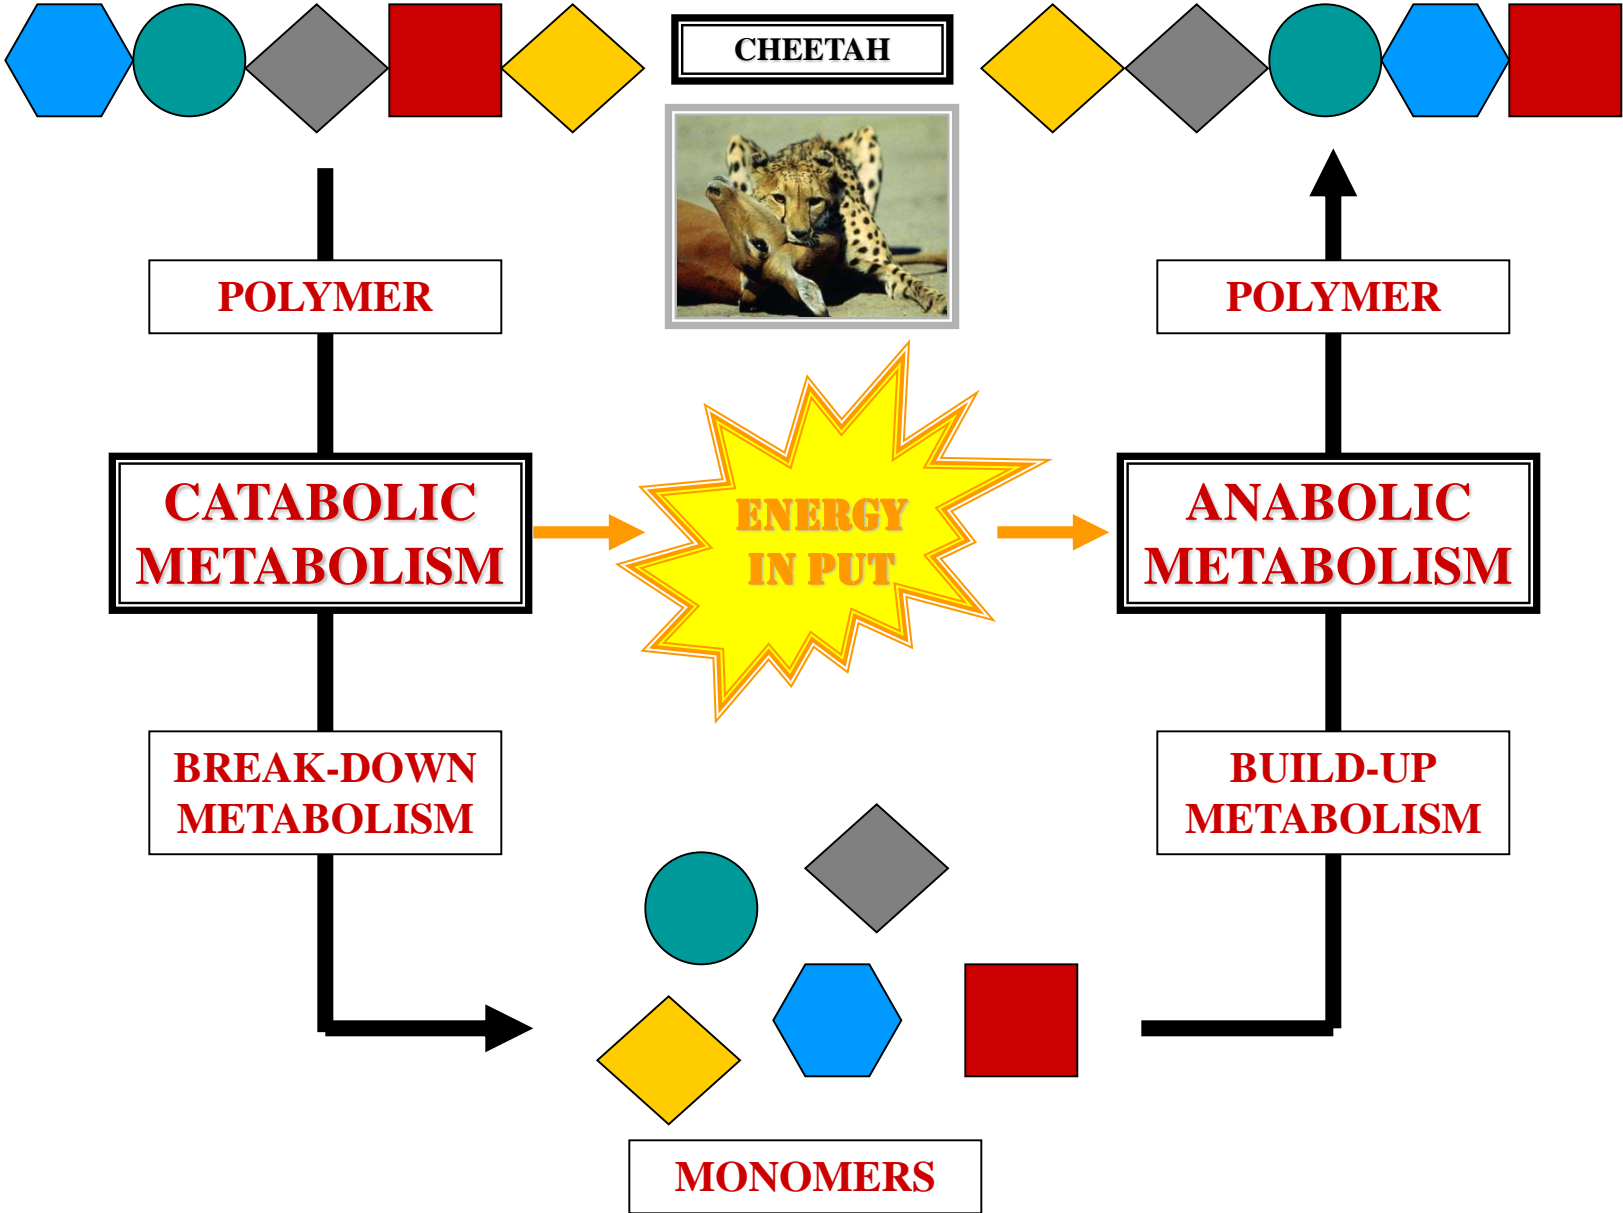 CHEETAH
POLYMER
POLYMER
CATABOLIC
METABOLISM
ENERGY
IN PUT
ANABOLIC
METABOLISM
BREAK-DOWN
METABOLISM
BUILD-UP
METABOLISM
MONOMERS